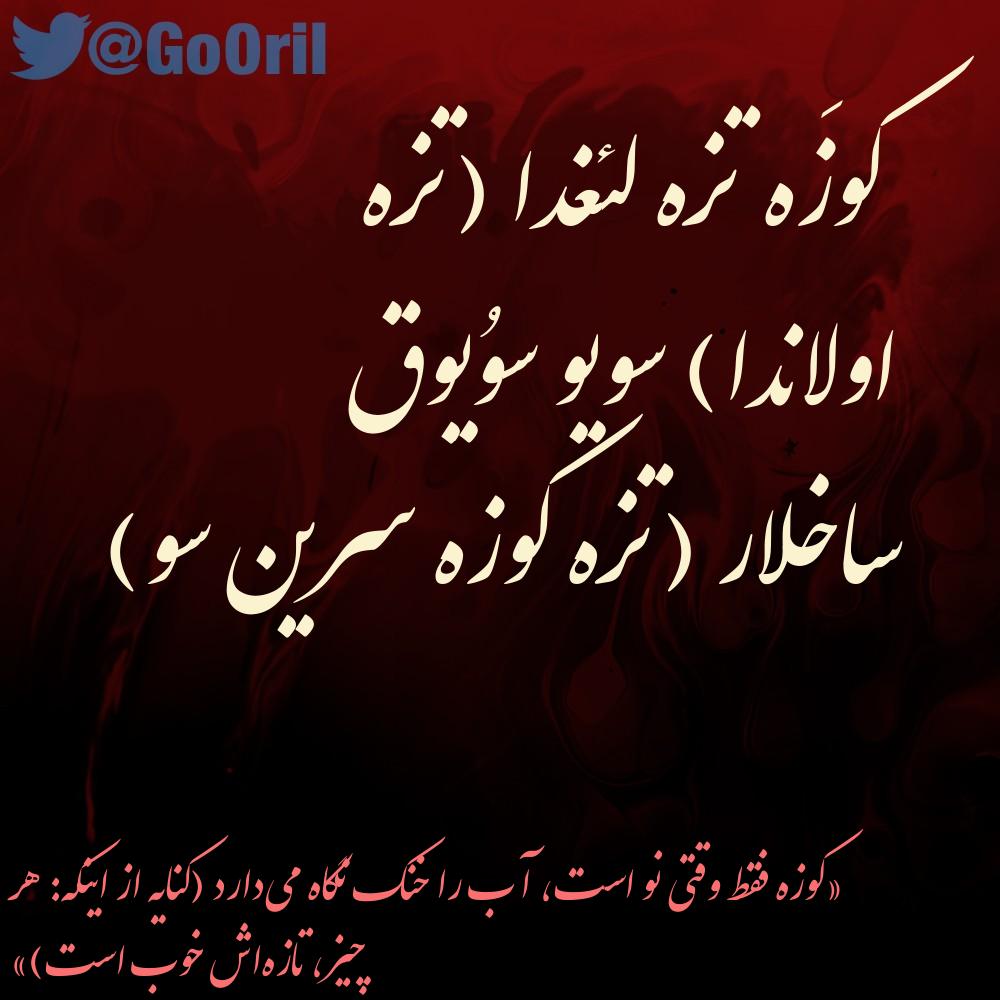 @GoOril
کوزَه تزه لئغدا (تزه
اولاندا) سویو سوُیوق
ساخلار (تزه کوزه سرین سو)
«کوزه فقط وقتی نو است، آب را خنک نگاه می‌دارد (کنایه از اینکه: هر
چیز، تازه‌اش خوب است)»